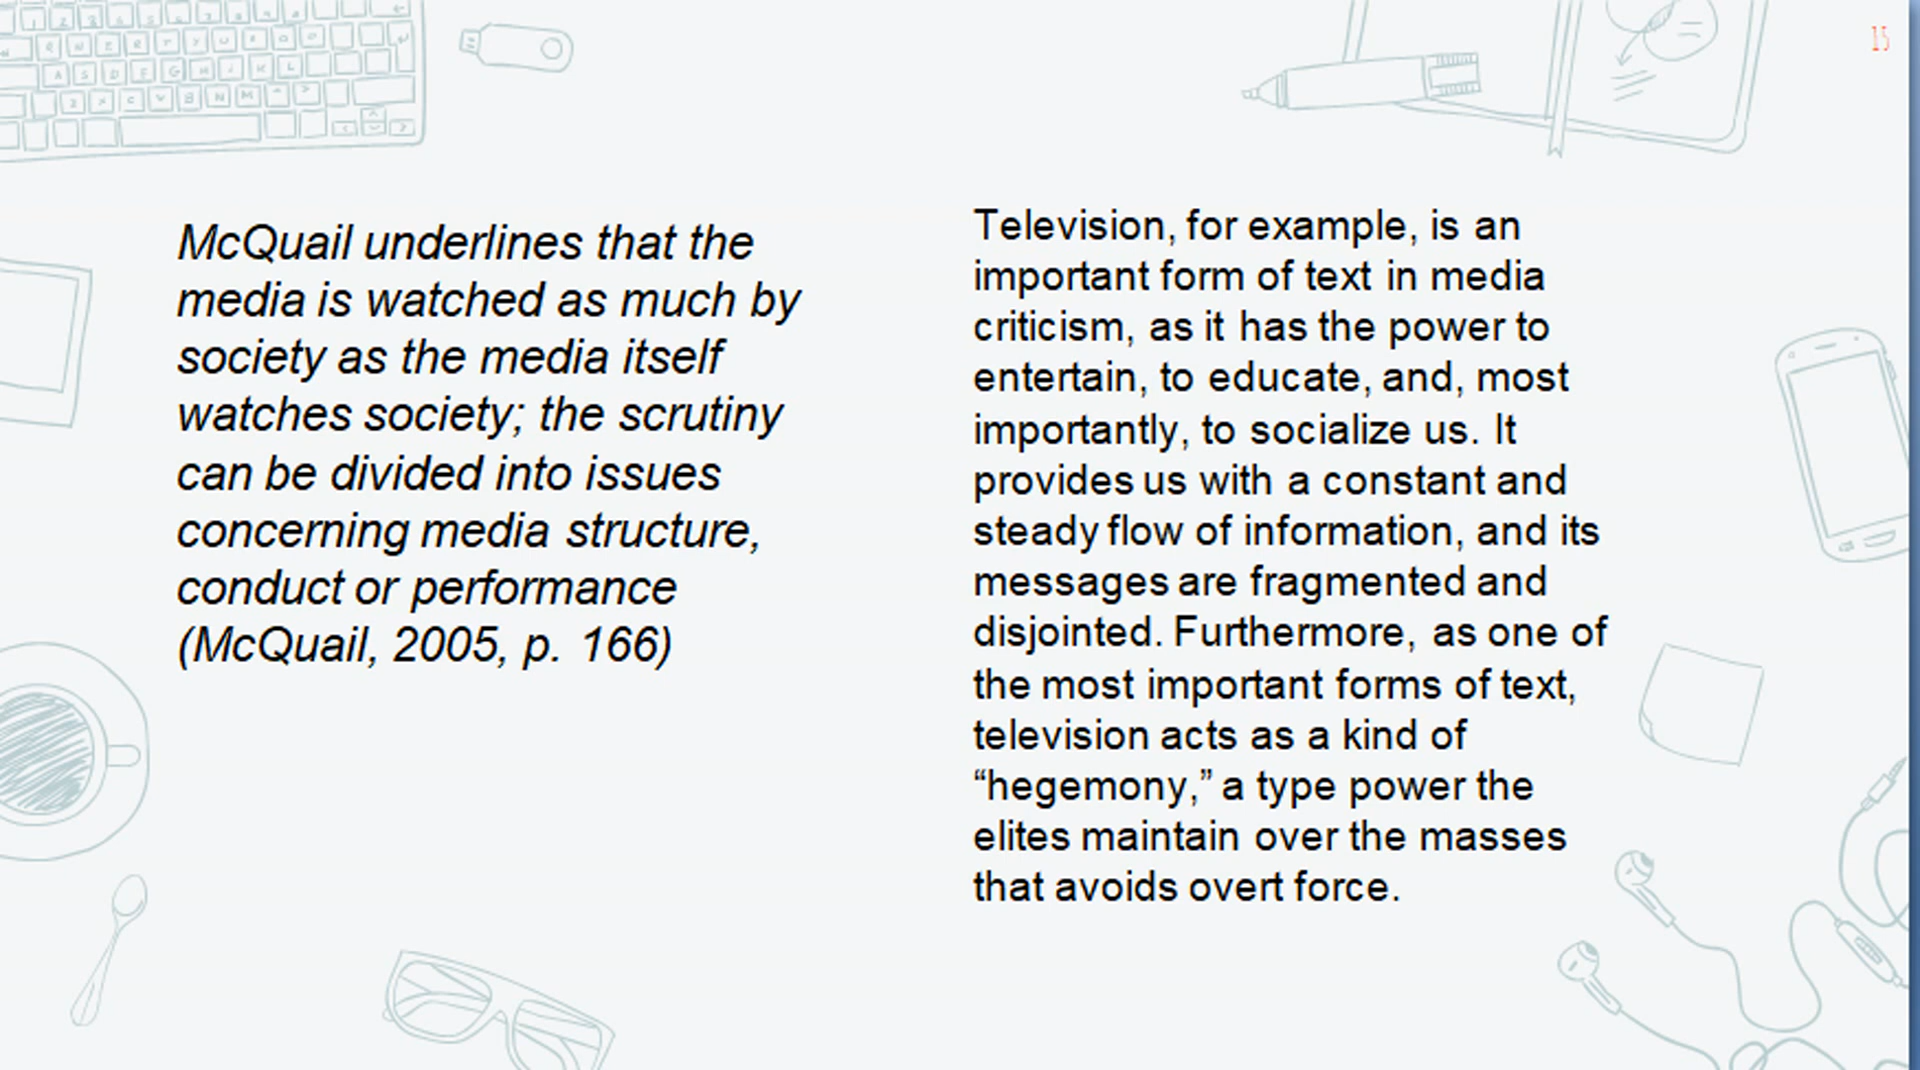 15
McQuail underlines that the
media is watched as much by
society as the media itself
watches society; the scrutiny
can be divided into issues
concerning media structure,
conduct or performance
(McQuail, 2005, p. 166)
Television, for example, is an
important form of text in media
criticism, as it has the power to
entertain, to educate, and, most
importantly, to socialize us. It
provides us with a constant and
steady flow of information, and its
messages are fragmented and
disjointed. Furthermore, as one of
the most important forms of text,
television acts as a kind of
“hegemony,” a type power the
elites maintain over the masses
that avoids overt force.